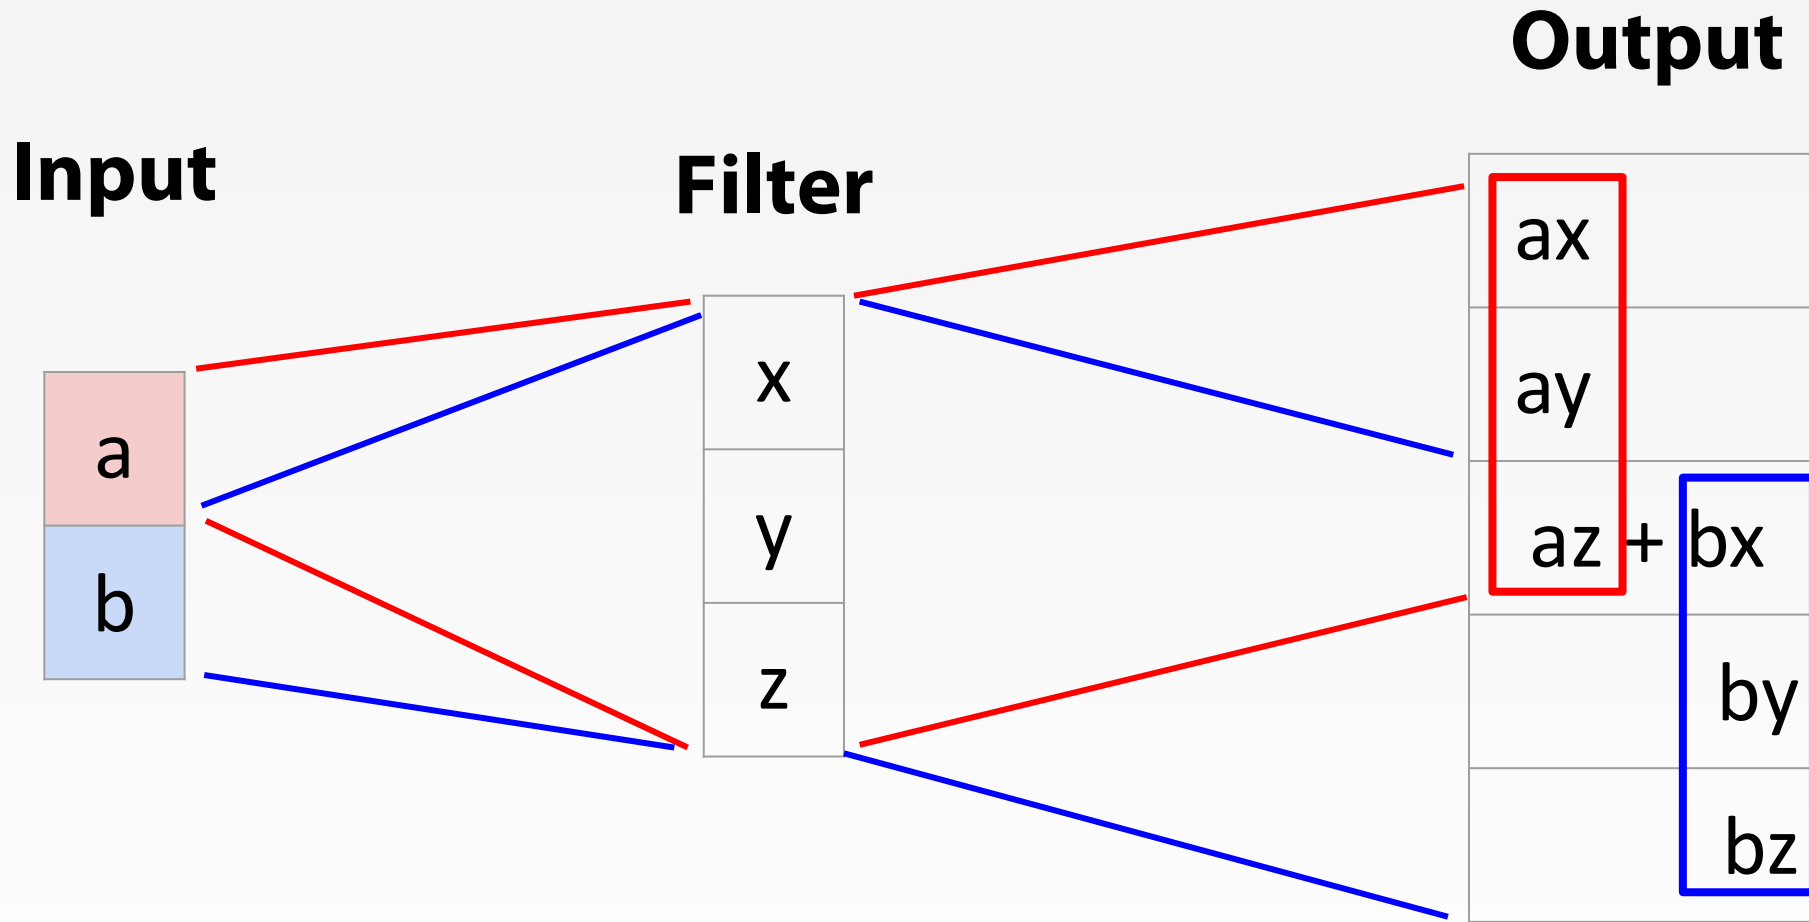 Output
Input
Filter
a
b
x
y
z
ax
ay
az + bx
by
bz